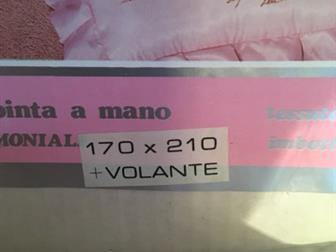 pinta a mano
MONIAL
170 x 210
+ VOLANTE